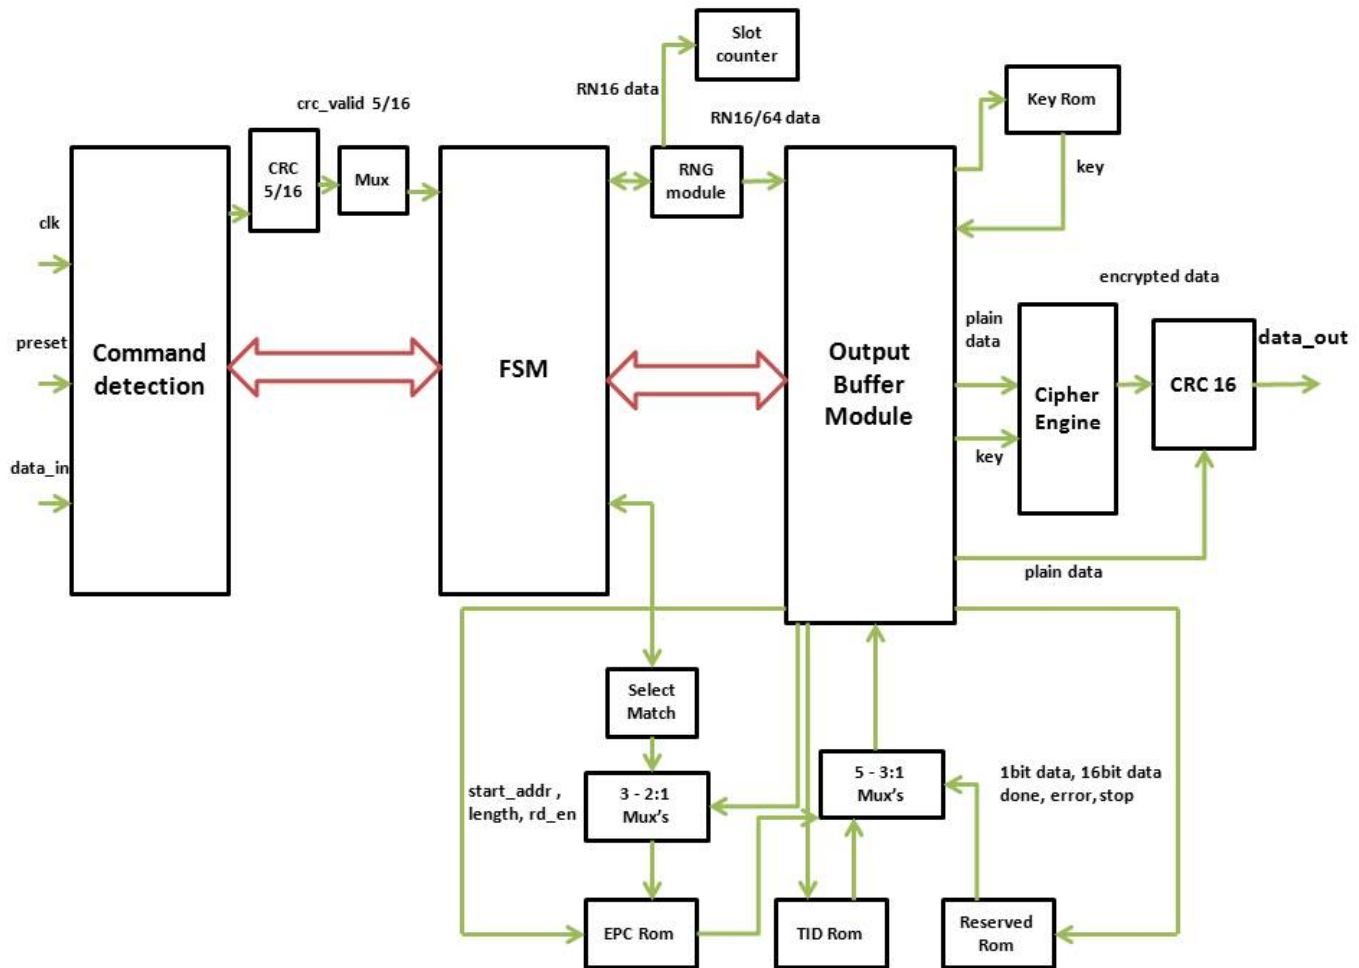 Slot
counter
RN16 data
crc_valid 5/16
RN16/64 data
Key Rom
key
CRC
5/16
Mux
RNG
module
clk
preset
data_in
Command
detection
FSM
Output
Buffer
Module
plain
data
key
encrypted data
Cipher
Engine
CRC 16
data_out
plain data
Select
Match
start_addr ,
length, rd_en
3 - 2:1
Mux's
5 - 3:1
Mux's
1bit data, 16bit data
done, error, stop
EPC Rom
TID Rom
Reserved
Rom